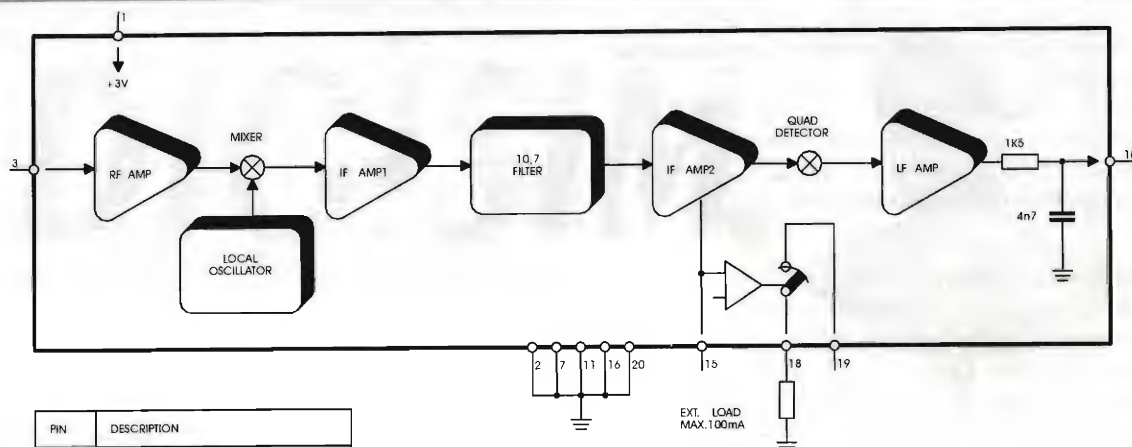 1
+3V
3
RF AMP
MIXER
LOCAL
OSCILLATOR
IF AMP1
10,7
FILTER
IF AMP2
QUAD
DETECTOR
LF AMP
1K5
4n7
2
7
11
16
20
15
18
19
EXT. LOAD
MAX.100mA
PIN
DESCRIPTION